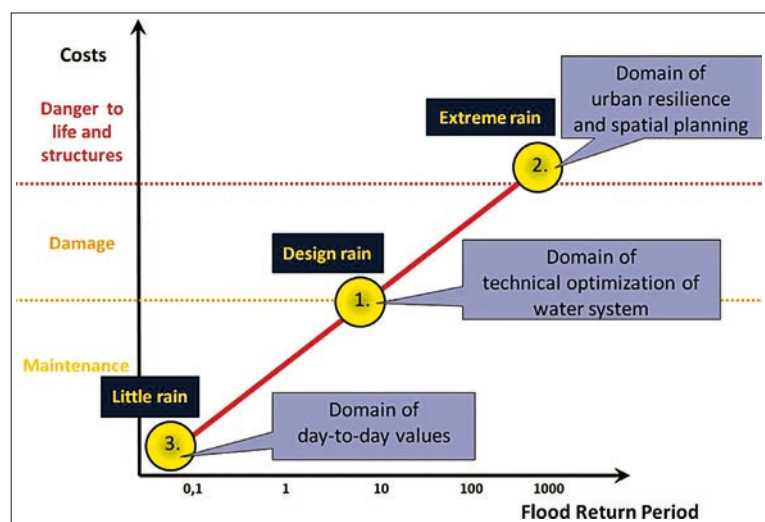 Costs
Danger to
life and
structures
Extreme rain
2.
Domain of
urban resilience
and spatial planning
Damage
Design rain
1.
Domain of
technical optimization of
water system
Maintenance
Little rain
3.
Domain of
day-to-day values
0,1 1 10 100 1000
Flood Return Period